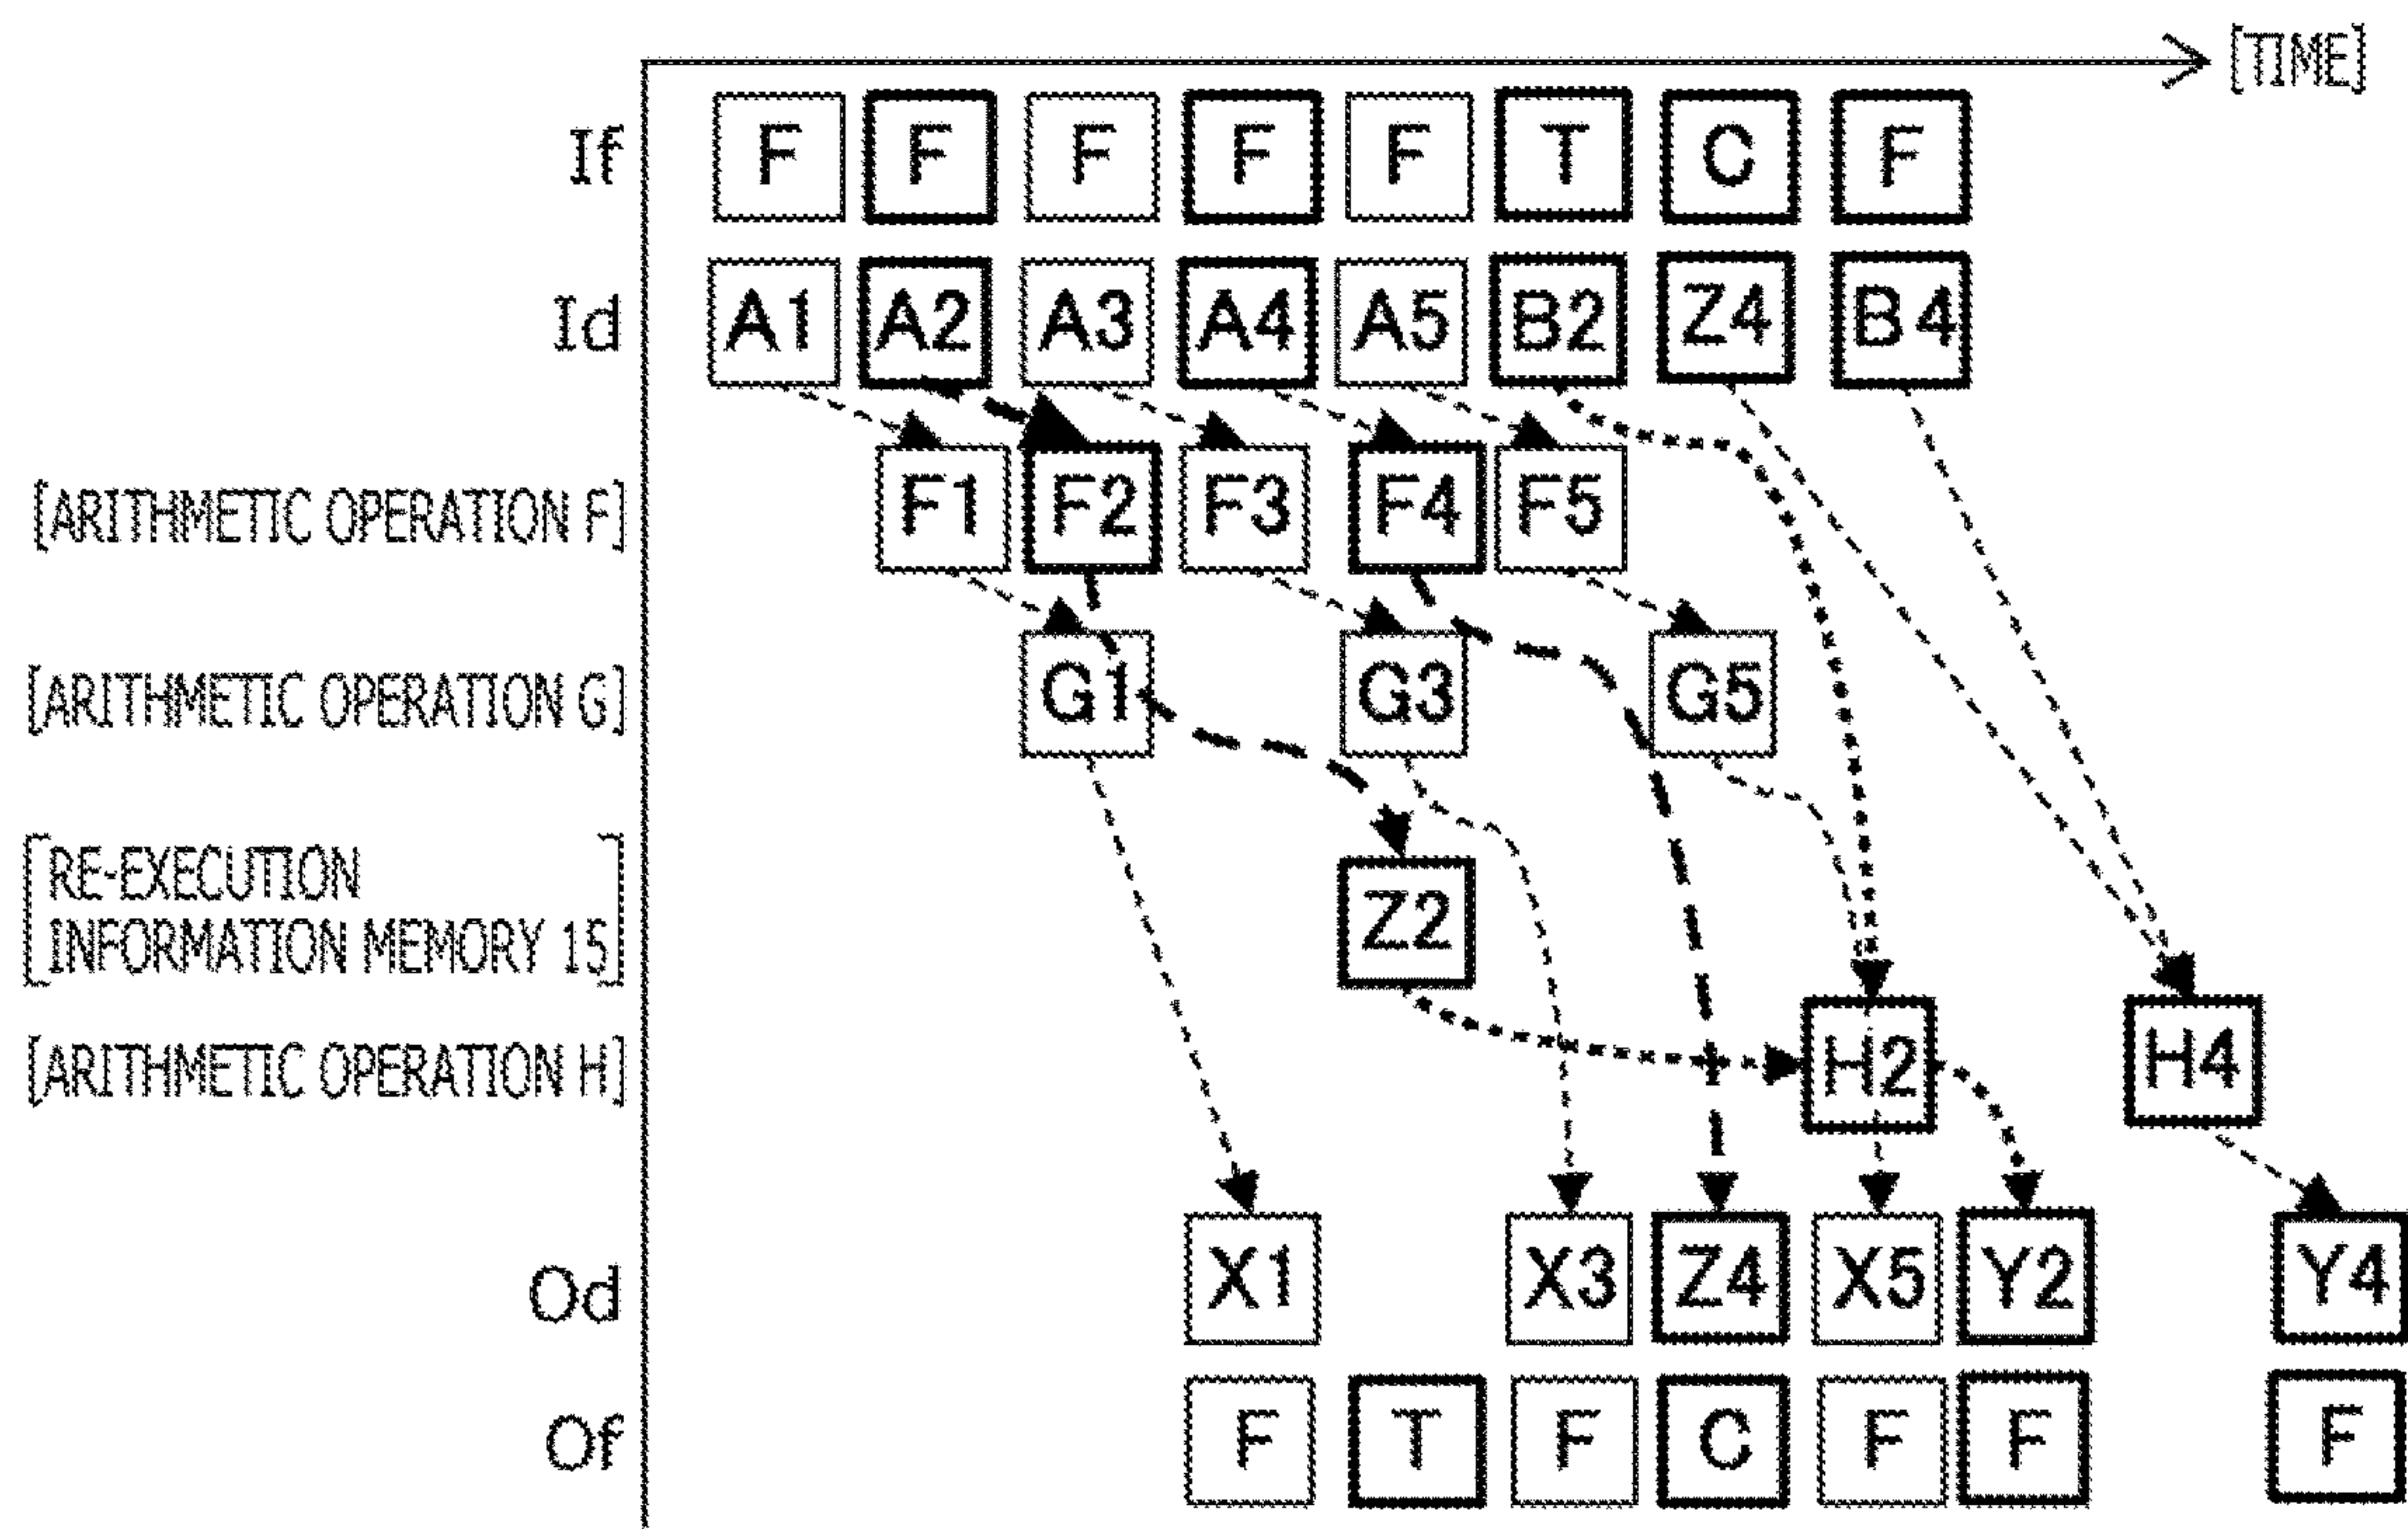 [TIME]
If F F F F F T C F
Id A1 A2 A3 A4 A5 B2 Z4 B4
[ARITHMETIC OPERATION F] F1 F2 F3 F4 F5
[ARITHMETIC OPERATION G] G1 G3 G5
[RE-EXECUTION
INFORMATION MEMORY 15] Z2
[ARITHMETIC OPERATION H] H2 H4
Od X1 X3 Z4 X5 Y2 Y4
Of F T F C F F F